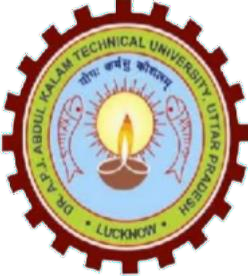 DR. A.P.J. ABDUL KALAM TECHNICAL UNIVERSITY, UTTAR PRADESH
योगः कर्मसु कौशलम्
• LUCKNOW •